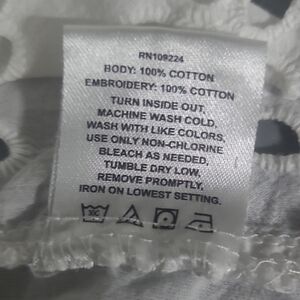 RN109224
BODY: 100% COTTON
EMBROIDERY: 100% COTTON
TURN INSIDE OUT,
MACHINE WASH COLD,
WASH WITH LIKE COLORS,
USE ONLY NON-CHLORINE
BLEACH AS NEEDED,
TUMBLE DRY LOW,
REMOVE PROMPTLY,
IRON ON LOWEST SETTING.